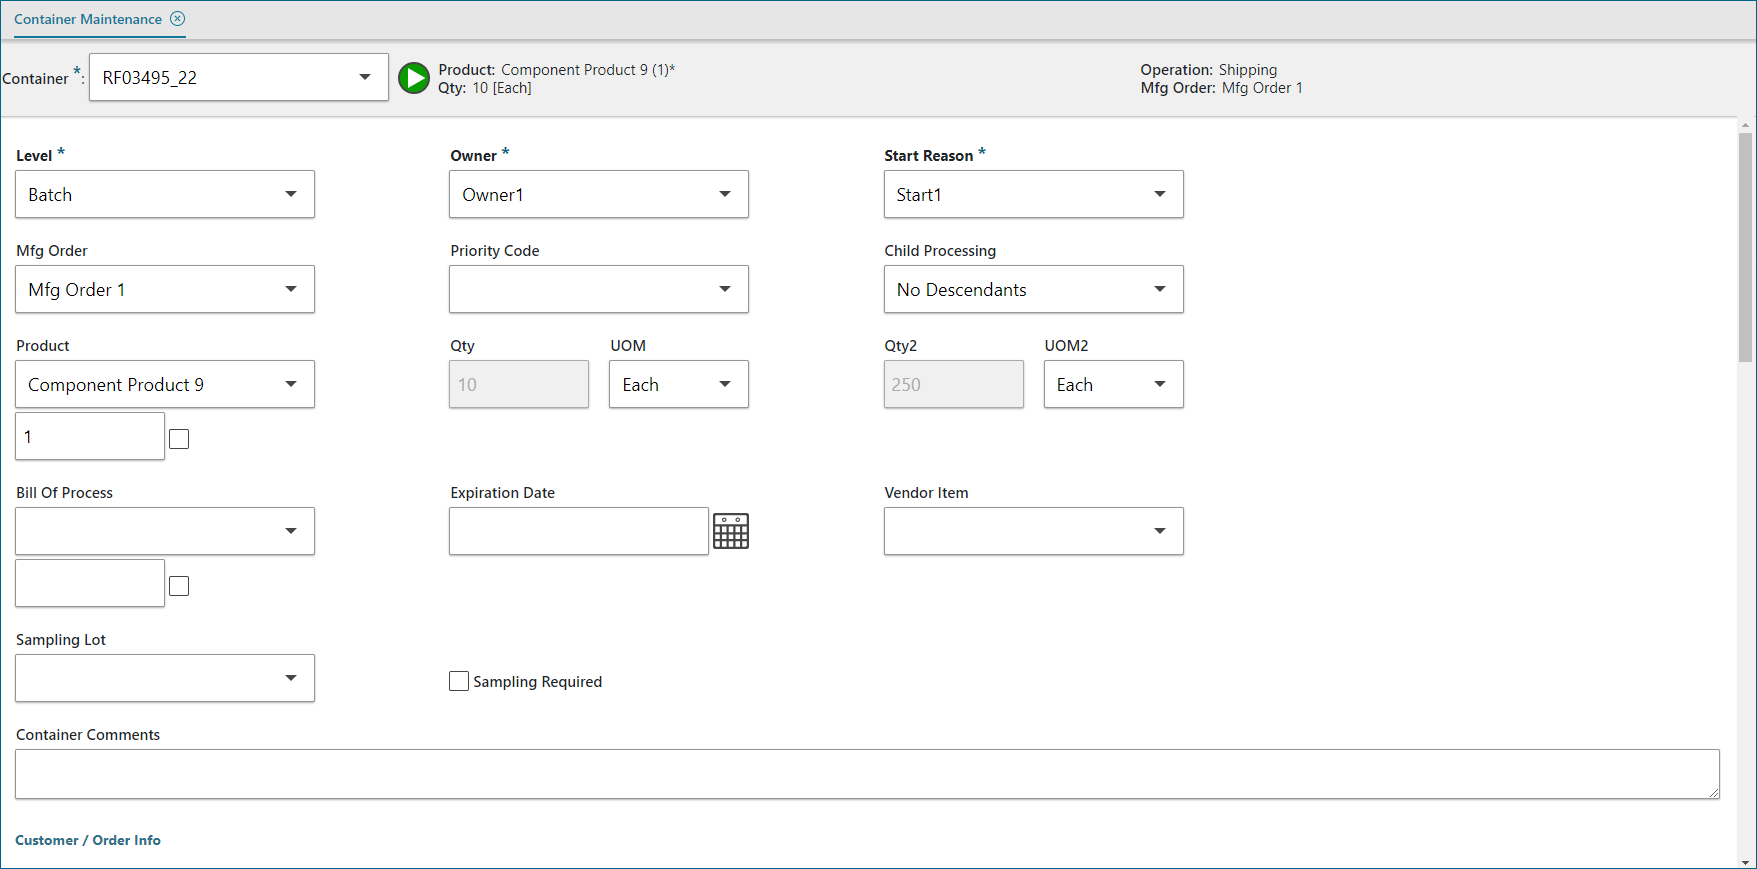 Container Maintenance
Container *: RF03495_22
Product: Component Product 9 (1)*
Qty: 10 [Each]
Operation: Shipping
Mfg Order: Mfg Order 1
Level * Owner * Start Reason *
Batch Owner1 Start1
Mfg Order Priority Code Child Processing
Mfg Order 1 No Descendants
Product Qty UOM Qty2 UOM2
Component Product 9 10 Each 250 Each
1
Bill Of Process Expiration Date Vendor Item
Sampling Lot
Sampling Required
Container Comments
Customer / Order Info